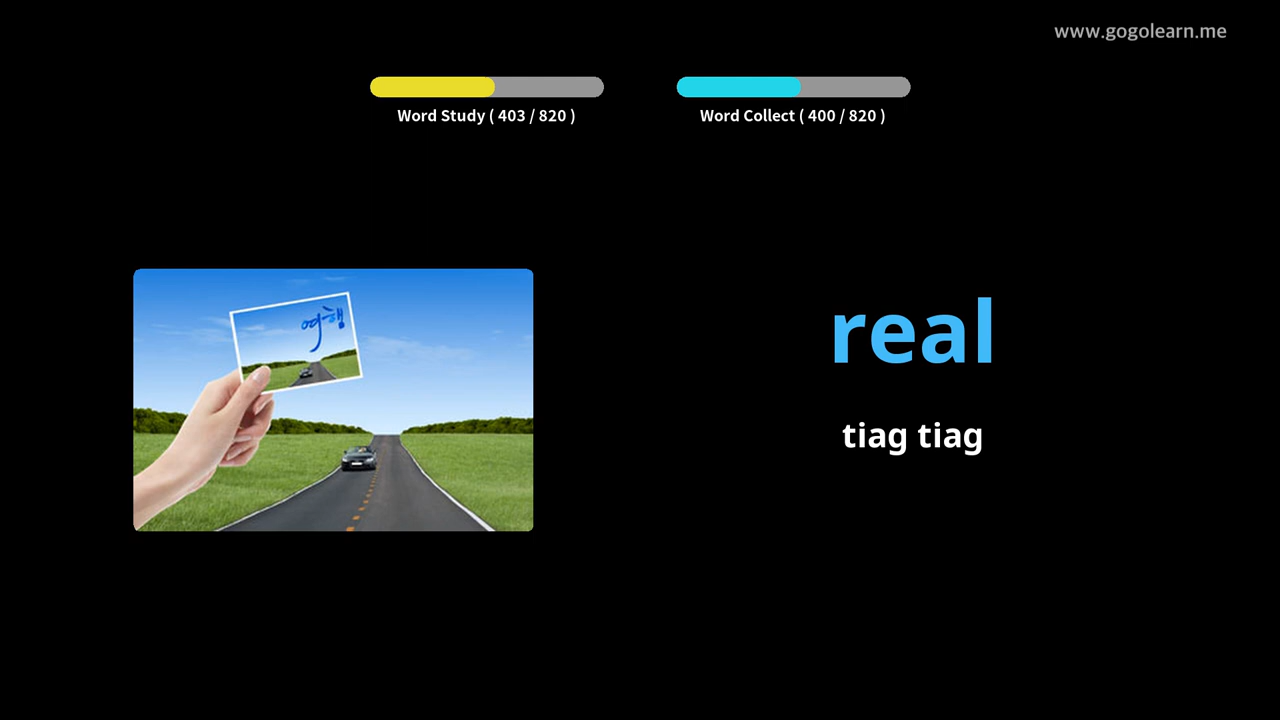 www.gogolearn.me
Word Study ( 403 / 820 )
Word Collect ( 400 / 820 )
여행
real
tiag tiag